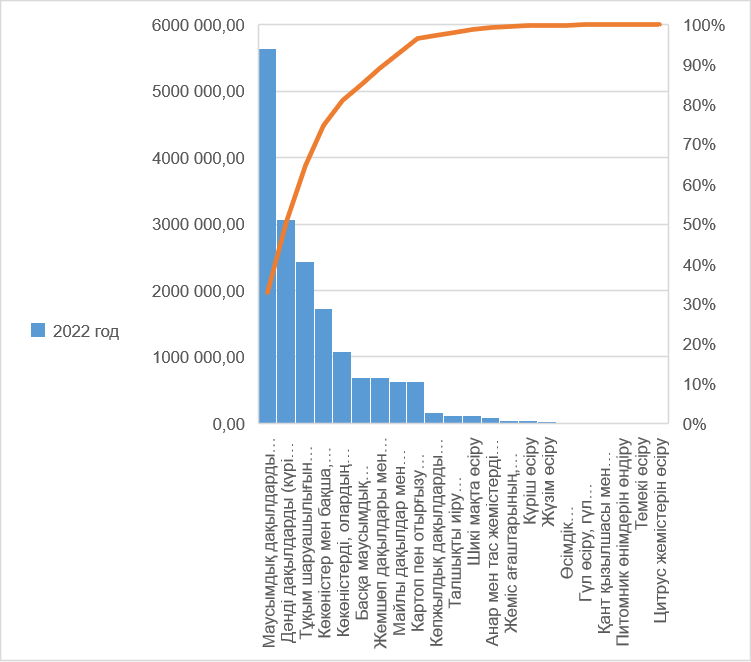 6000 000,00
5000 000,00
4000 000,00
3000 000,00
2000 000,00
1000 000,00
0,00
100%
90%
80%
70%
60%
50%
40%
30%
20%
10%
0%
2022 год
Маусымдық дақылдарды…
Дәнді дақылдарды (күрі…
Тұқым шаруашылығын…
Көкөністер мен бақша,…
Көкөністерді, олардың…
Басқа маусымдық…
Жемшөп дақылдары мен…
Майлы дақылдар мен…
Картоп пен отырғызу…
Көпжылдық дақылдарды…
Талшықты иіру…
Шикі мақта өсіру
Анар мен тас жемістерді…
Жеміс ағаштарының,…
Күріш өсіру
Жүзім өсіру
Өсімдік…
Гүл өсіру, гүл…
Қант қызылшасы мен…
Питомник өнімдерін өндіру
Темекі өсіру
Цитрус жемістерін өсіру